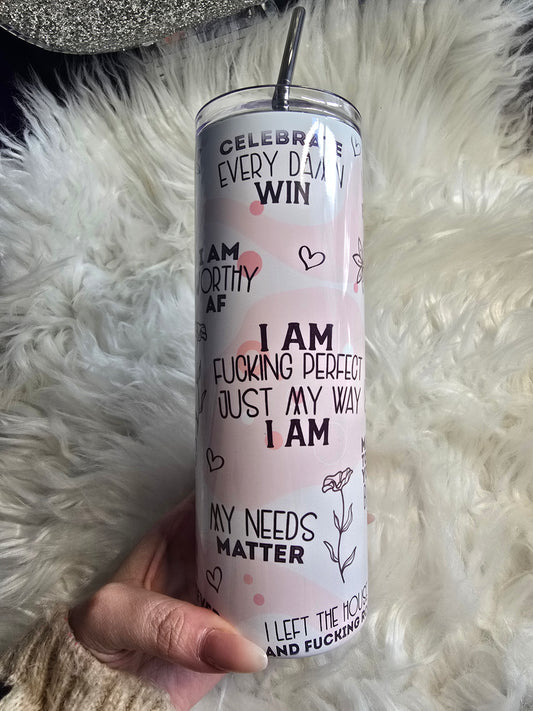 CELEBRATE
EVERY DAMN
WIN
I AM
WORTHY
AF
I AM
FUCKING PERFECT
JUST MY WAY
I AM
MY NEEDS
MATTER
I LEFT THE HOUSE
AND FUCKING